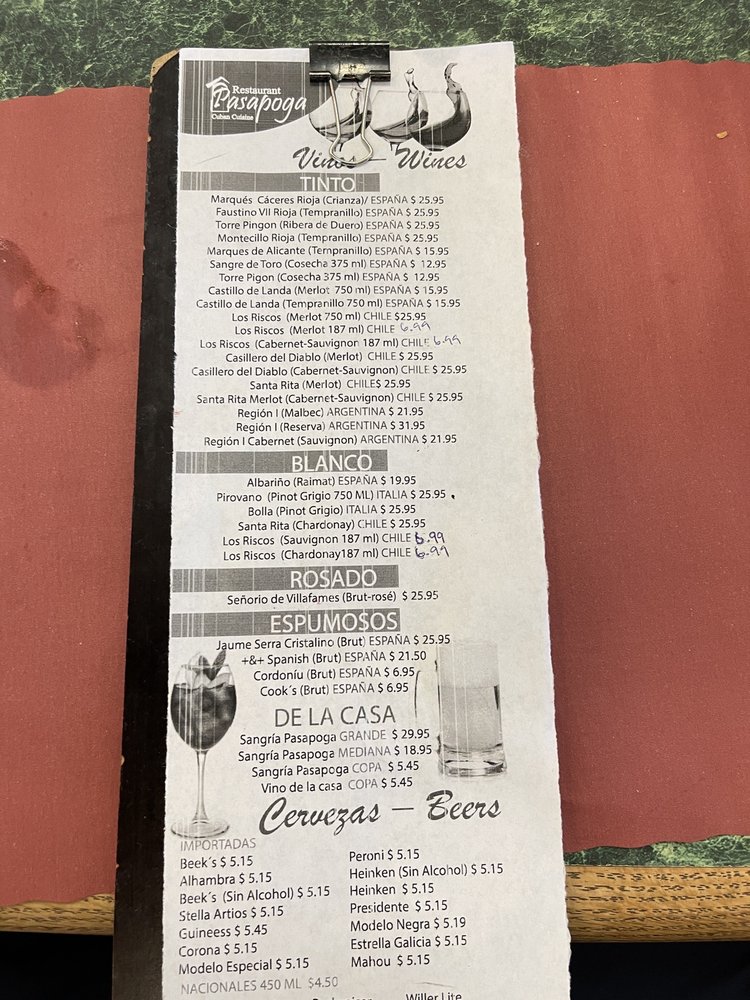 Restaurant
Pasapoga
Cuban Cuisine
Vinos — Wines
TINTO
Marqués Cáceres Rioja (Crianza)/ ESPAÑA $ 25.95
Faustino VII Rioja (Tempranillo) ESPAÑA $ 25.95
Torre Pingon (Ribera de Duero) ESPAÑA $ 25.95
Montecillo Rioja (Tempranillo) ESPAÑA $ 25.95
Marques de Alicante (Ternpranillo) ESPAÑA $ 15.95
Sangre de Toro (Cosecha 375 ml) ESPAÑA $ 12.95
Torre Pigon (Cosecha 375 ml) ESPAÑA $ 12.95
Castillo de Landa (Merlot 750 ml) ESPAÑA $ 15.95
Castillo de Landa (Tempranillo 750 ml) ESPAÑA $ 15.95
Los Riscos (Merlot 750 ml) CHILE $25.95
Los Riscos (Merlot 187 ml) CHILE 6.99
Los Riscos (Cabernet-Sauvignon 187 ml) CHILE 6.99
Casillero del Diablo (Merlot) CHILE $ 25.95
Casillero del Diablo (Cabernet-Sauvignon) CHILE $ 25.95
Santa Rita (Merlot) CHILE$ 25.95
Santa Rita Merlot (Cabernet-Sauvignon) CHILE $ 25.95
Región I (Malbec) ARGENTINA $ 21.95
Región I (Reserva) ARGENTINA $ 31.95
Región I Cabernet (Sauvignon) ARGENTINA $ 21.95
BLANCO
Albariño (Raimat) ESPAÑA $ 19.95
Pirovano (Pinot Grigio 750 ML) ITALIA $ 25.95
Bolla (Pinot Grigio) ITALIA $ 25.95
Santa Rita (Chardonay) CHILE $ 25.95
Los Riscos (Sauvignon 187 ml) CHILE 6.99
Los Riscos (Chardonay187 ml) CHILE 6.99
ROSADO
Señorio de Villafames (Brut-rosé) $ 25.95
ESPUMOSOS
Jaume Serra Cristalino (Brut) ESPAÑA $ 25.95
+&+ Spanish (Brut) ESPAÑA $ 21.50
Cordoníu (Brut) ESPAÑA $ 6.95
Cook´s (Brut) ESPAÑA $ 6.95
DE LA CASA
Sangría Pasapoga GRANDE $ 29.95
Sangría Pasapoga MEDIANA $ 18.95
Sangría Pasapoga COPA $ 5.45
Vino de la casa COPA $ 5.45
Cervezas — Beers
IMPORTADAS
Beek´s $ 5.15
Alhambra $ 5.15
Beek´s (Sin Alcohol) $ 5.15
Stella Artios $ 5.15
Guineess $ 5.45
Corona $ 5.15
Modelo Especial $ 5.15
Peroni $ 5.15
Heinken (Sin Alcohol) $ 5.15
Heinken $ 5.15
Presidente $ 5.15
Modelo Negra $ 5.19
Estrella Galicia $ 5.15
Mahou $ 5.15
NACIONALES 450 ML $4.50
Willer Lite